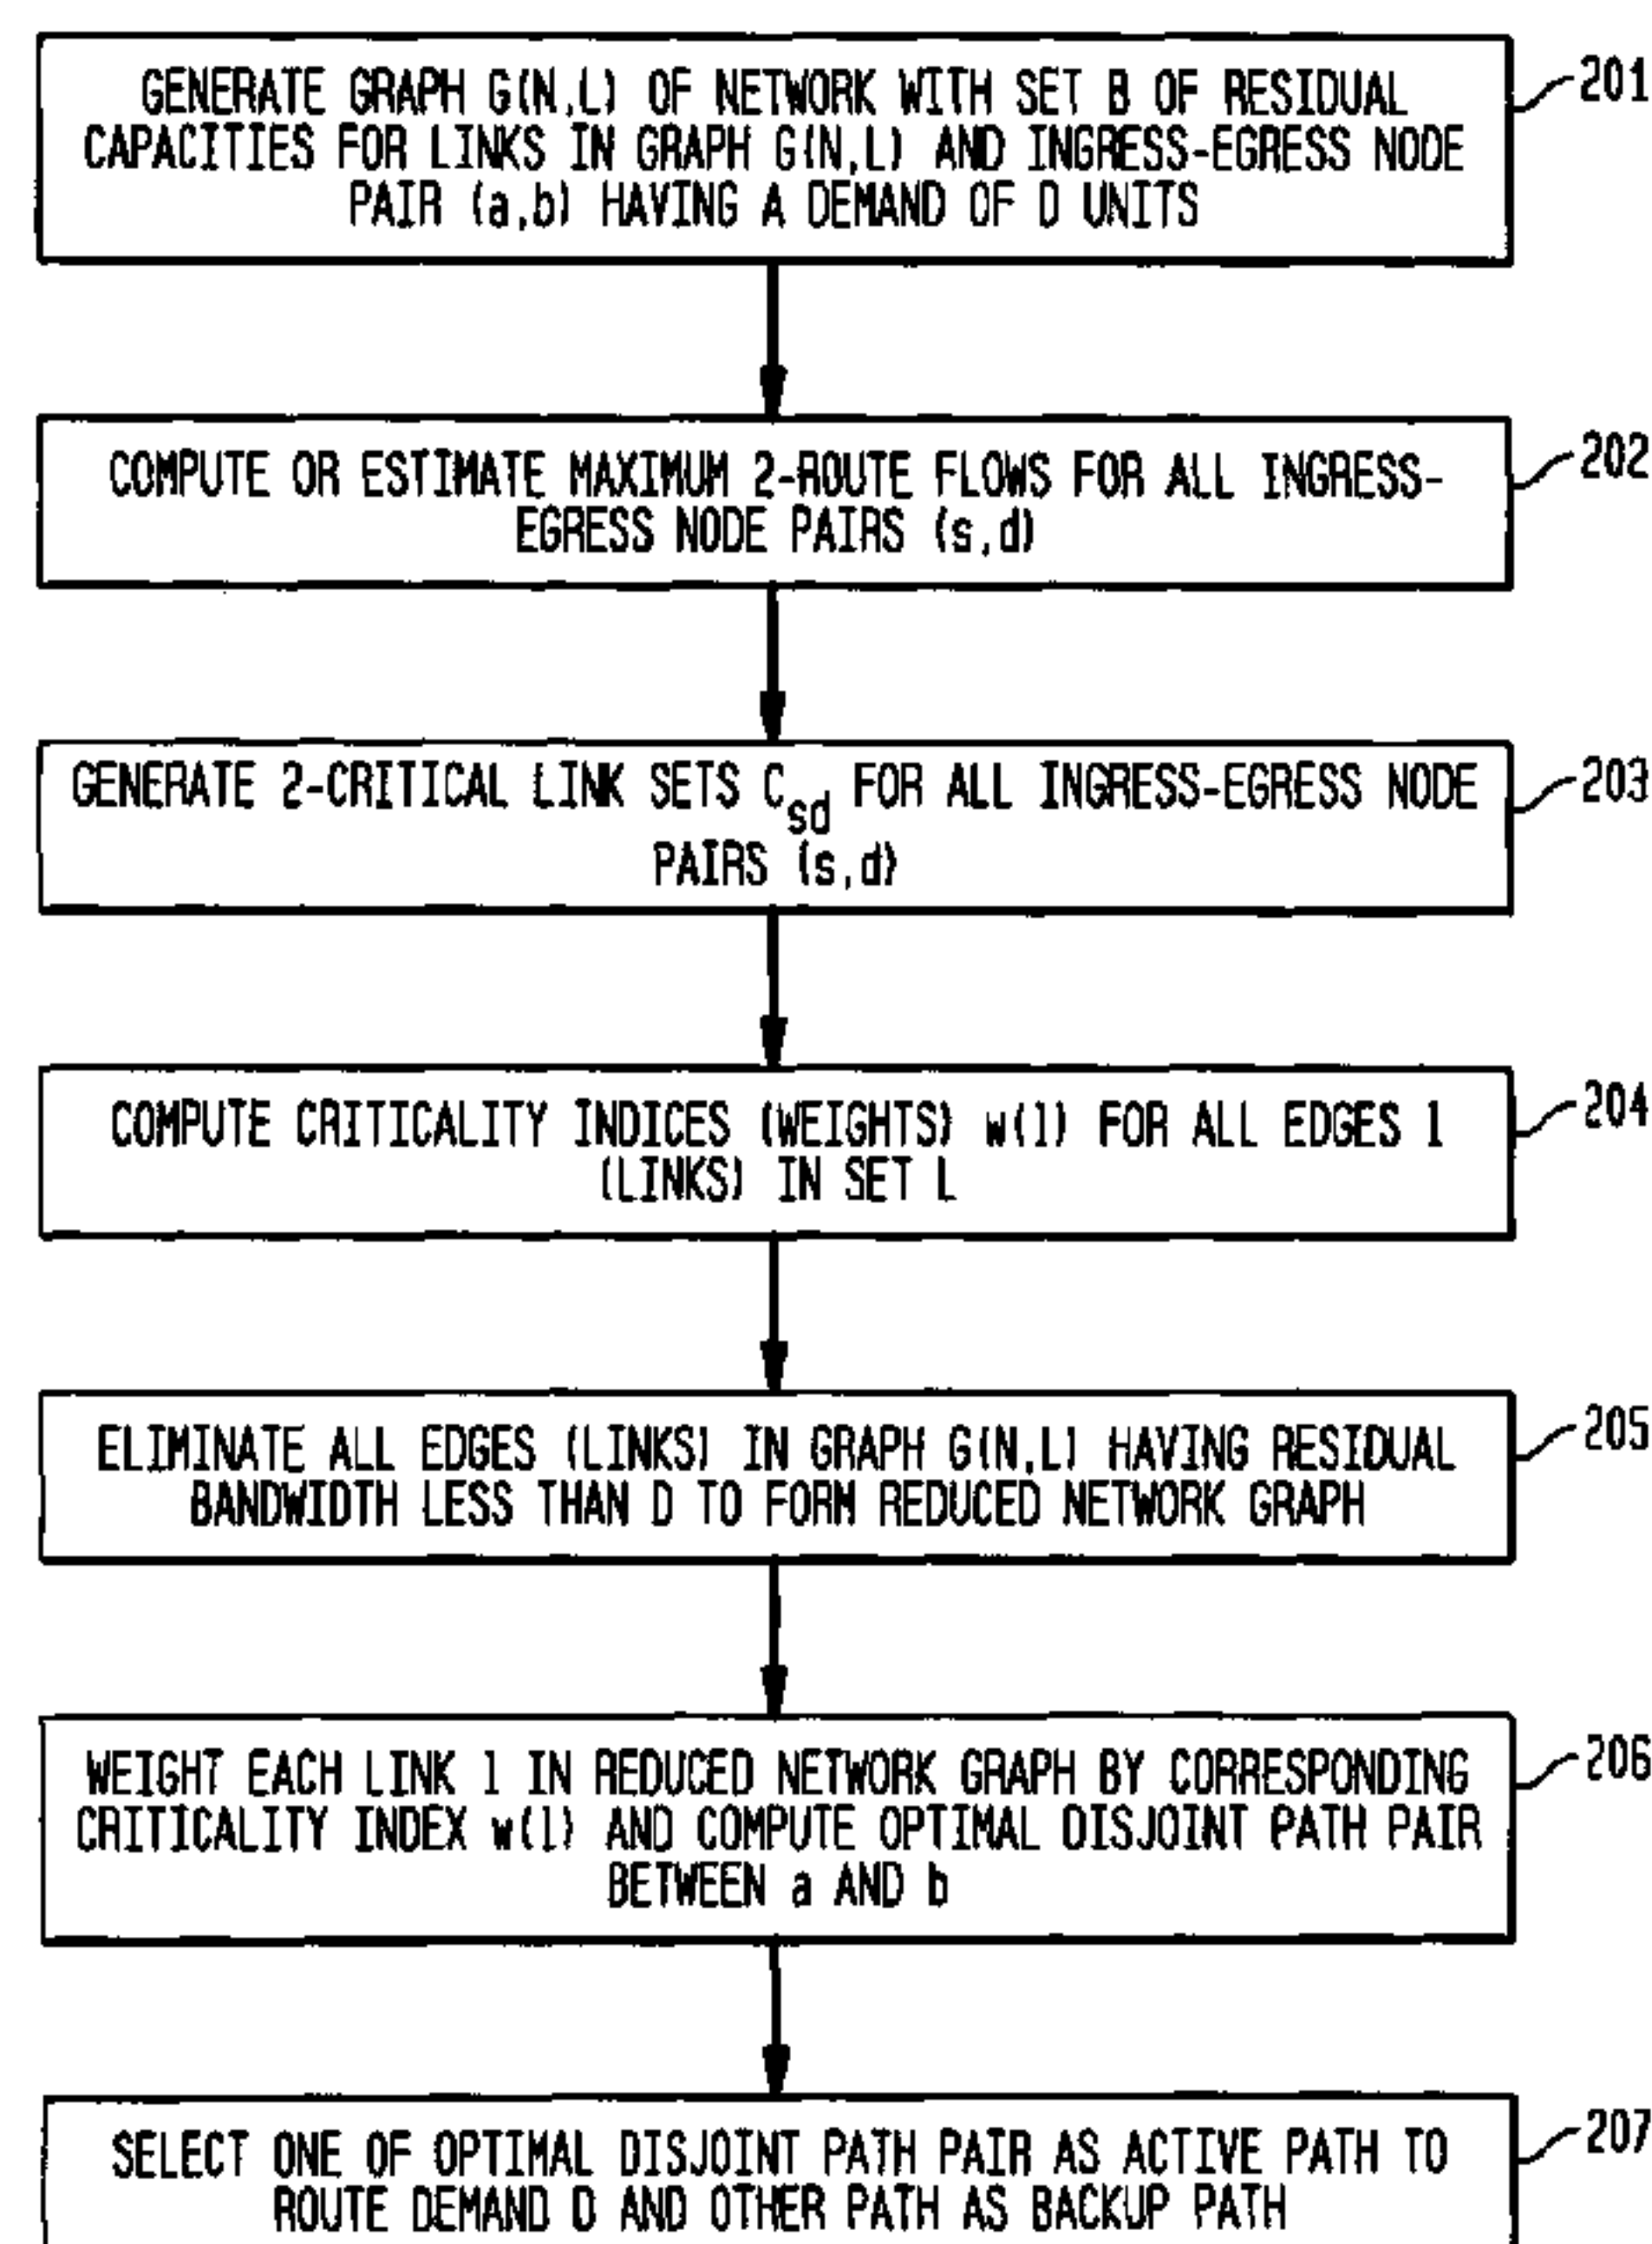 GENERATE GRAPH G(N,L) OF NETWORK WITH SET B OF RESIDUAL
CAPACITIES FOR LINKS IN GRAPH G(N,L) AND INGRESS-EGRESS NODE
PAIR (a,b) HAVING A DEMAND OF D UNITS
201
COMPUTE OR ESTIMATE MAXIMUM 2-ROUTE FLOWS FOR ALL INGRESS-
EGRESS NODE PAIRS (s,d)
202
GENERATE 2-CRITICAL LINK SETS Csd FOR ALL INGRESS-EGRESS NODE
PAIRS (s,d)
203
COMPUTE CRITICALITY INDICES (WEIGHTS) w(l) FOR ALL EDGES l
(LINKS) IN SET L
204
ELIMINATE ALL EDGES (LINKS) IN GRAPH G(N,L) HAVING RESIDUAL
BANDWIDTH LESS THAN D TO FORM REDUCED NETWORK GRAPH
205
WEIGHT EACH LINK l IN REDUCED NETWORK GRAPH BY CORRESPONDING
CRITICALITY INDEX w(l) AND COMPUTE OPTIMAL DISJOINT PATH PAIR
BETWEEN a AND b
206
SELECT ONE OF OPTIMAL DISJOINT PATH PAIR AS ACTIVE PATH TO
ROUTE DEMAND D AND OTHER PATH AS BACKUP PATH
207